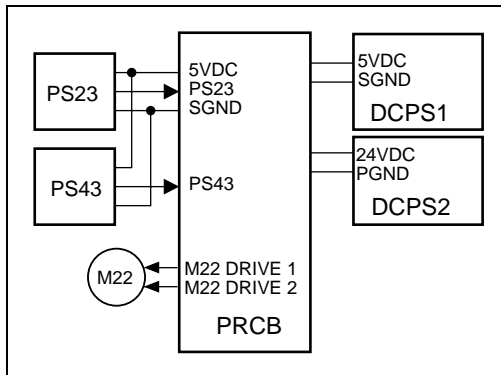 PS23
PS43
M22
5VDC
PS23
SGND
PS43
M22 DRIVE 1
M22 DRIVE 2
PRCB
5VDC
SGND
DCPS1
24VDC
PGND
DCPS2